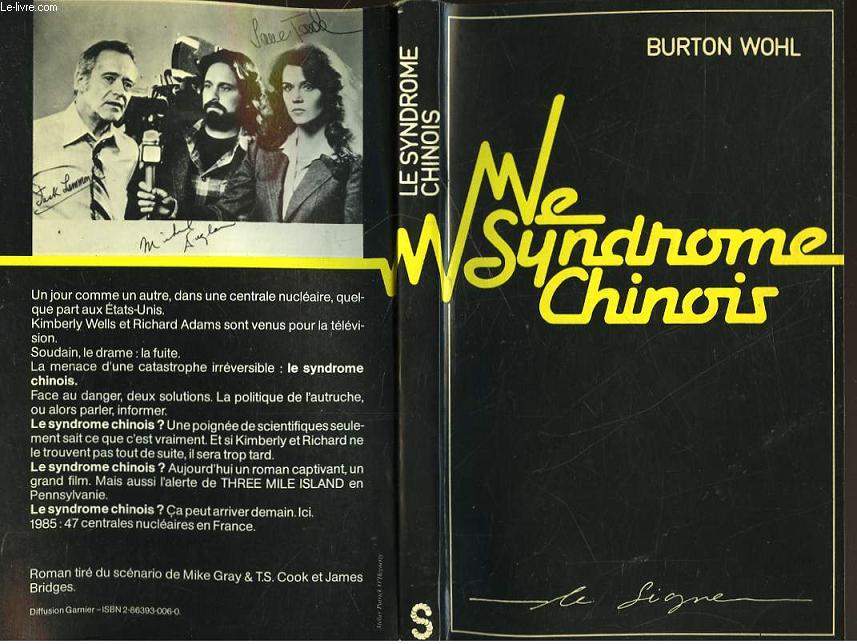 Le-livre.com
Jane Fonda
Jack Lemmon
Michael
Douglas
Un jour comme un autre, dans une centrale nucléaire, quel-
que part aux États-Unis.
Kimberly Wells et Richard Adams sont venus pour la télévi-
sion.
Soudain, le drame : la fuite.
La menace d'une catastrophe irréversible : le syndrome
chinois.
Face au danger, deux solutions. La politique de l'autruche,
ou alors parler, informer.
Le syndrome chinois ? Une poignée de scientifiques seule-
ment sait ce que c'est vraiment. Et si Kimberly et Richard ne
le trouvent pas tout de suite, il sera trop tard.
Le syndrome chinois ? Aujourd'hui un roman captivant, un
grand film. Mais aussi l'alerte de THREE MILE ISLAND en
Pennsylvanie.
Le syndrome chinois ? Ça peut arriver demain. Ici.
1985 : 47 centrales nucléaires en France.
Roman tiré du scénario de Mike Gray & T.S. Cook et James
Bridges.
Diffusion Garnier – ISBN 2-86393-006-0.
LE SYNDROME
CHINOIS
S
BURTON WOHL
Le
Syndrome
Chinois
le Signe